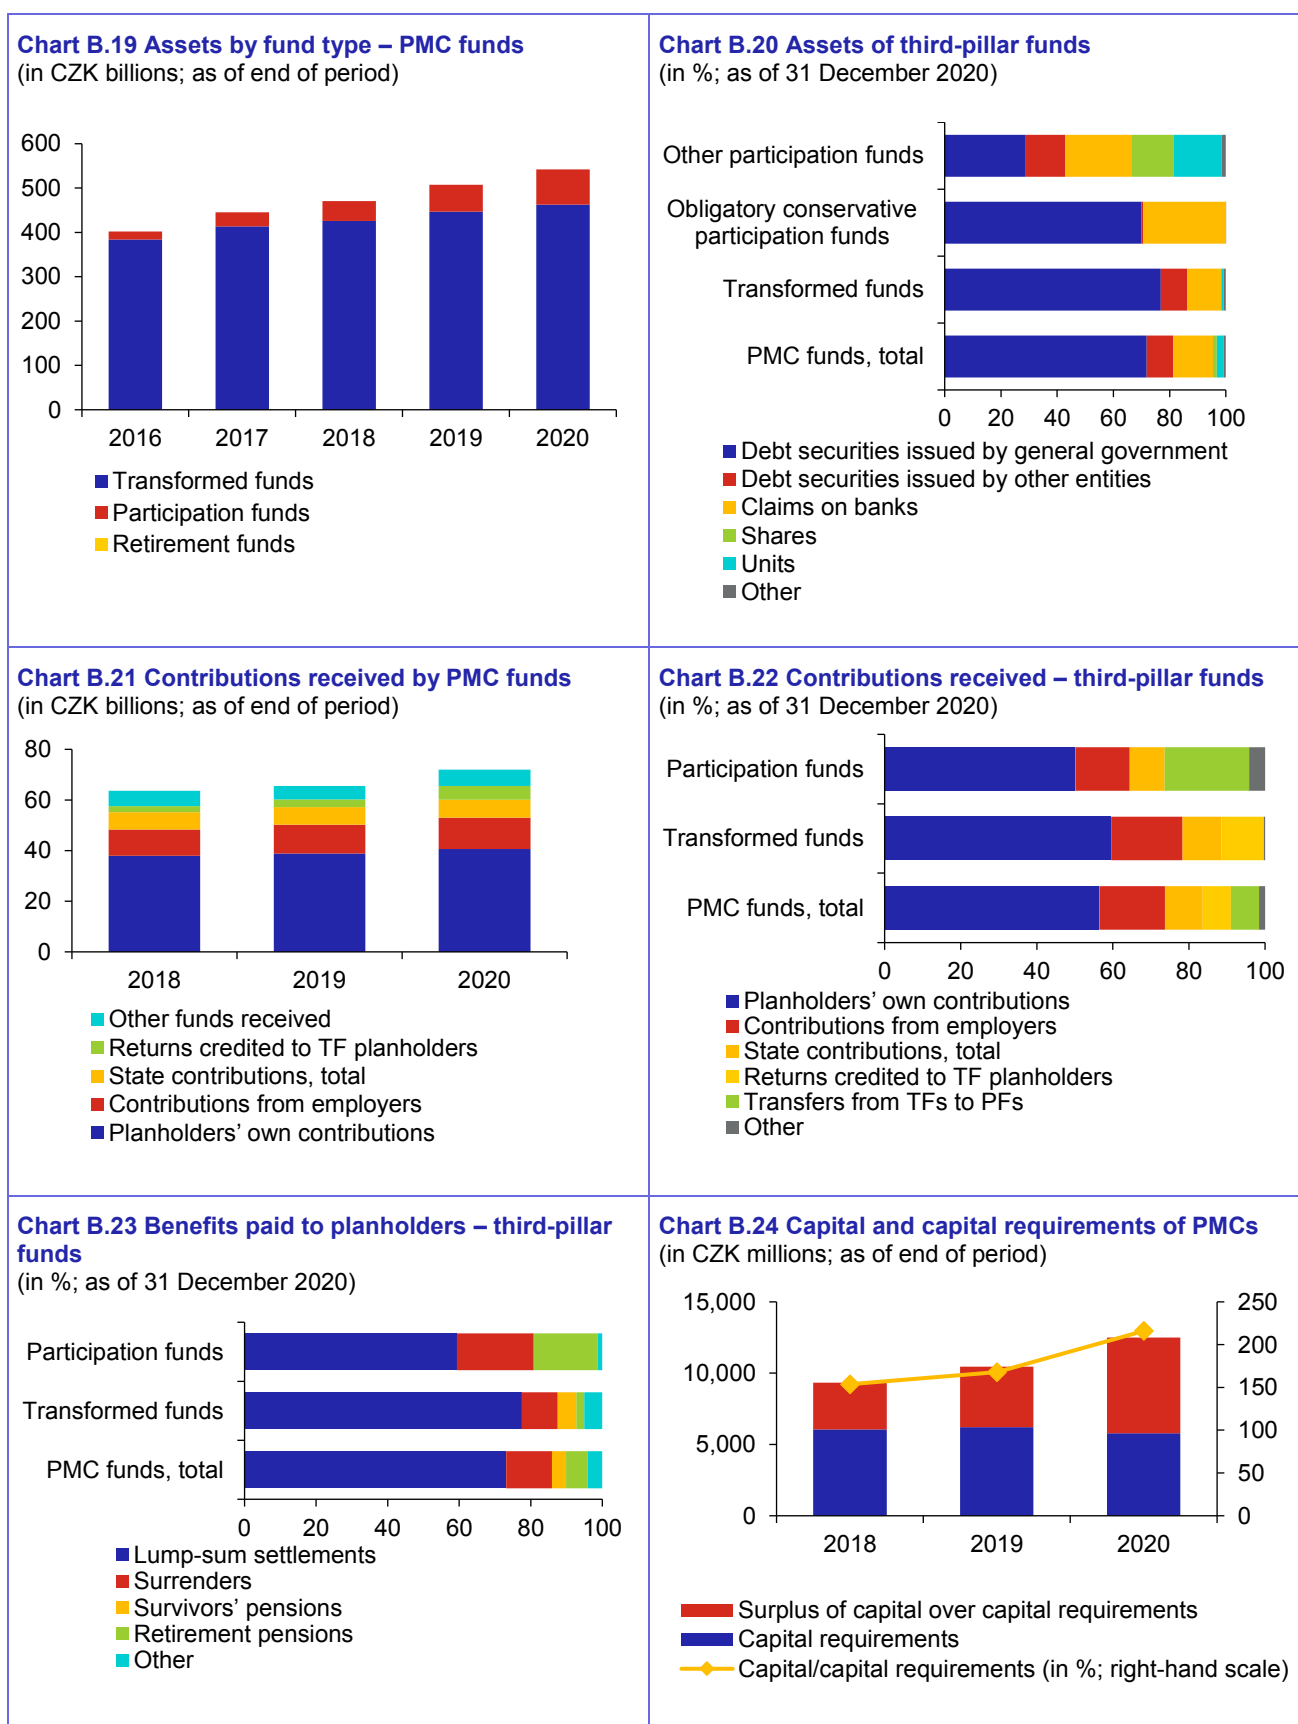 Chart B.19 Assets by fund type – PMC funds
(in CZK billions; as of end of period)
600
500
400
300
200
100
0
2016 2017 2018 2019 2020
Transformed funds
Participation funds
Retirement funds
Chart B.20 Assets of third-pillar funds
(in %; as of 31 December 2020)
Other participation funds
Obligatory conservative
participation funds
Transformed funds
PMC funds, total
0 20 40 60 80 100
Debt securities issued by general government
Debt securities issued by other entities
Claims on banks
Shares
Units
Other
Chart B.21 Contributions received by PMC funds
(in CZK billions; as of end of period)
80
60
40
20
0
2018 2019 2020
Other funds received
Returns credited to TF planholders
State contributions, total
Contributions from employers
Planholders’ own contributions
Chart B.22 Contributions received – third-pillar funds
(in %; as of 31 December 2020)
Participation funds
Transformed funds
PMC funds, total
0 20 40 60 80 100
Planholders’ own contributions
Contributions from employers
State contributions, total
Returns credited to TF planholders
Transfers from TFs to PFs
Other
Chart B.23 Benefits paid to planholders – third-pillar
funds
(in %; as of 31 December 2020)
Participation funds
Transformed funds
PMC funds, total
0 20 40 60 80 100
Lump-sum settlements
Surrenders
Survivors’ pensions
Retirement pensions
Other
Chart B.24 Capital and capital requirements of PMCs
(in CZK millions; as of end of period)
15,000
10,000
5,000
0
250
200
150
100
50
0
2018 2019 2020
Surplus of capital over capital requirements
Capital requirements
Capital/capital requirements (in %; right-hand scale)